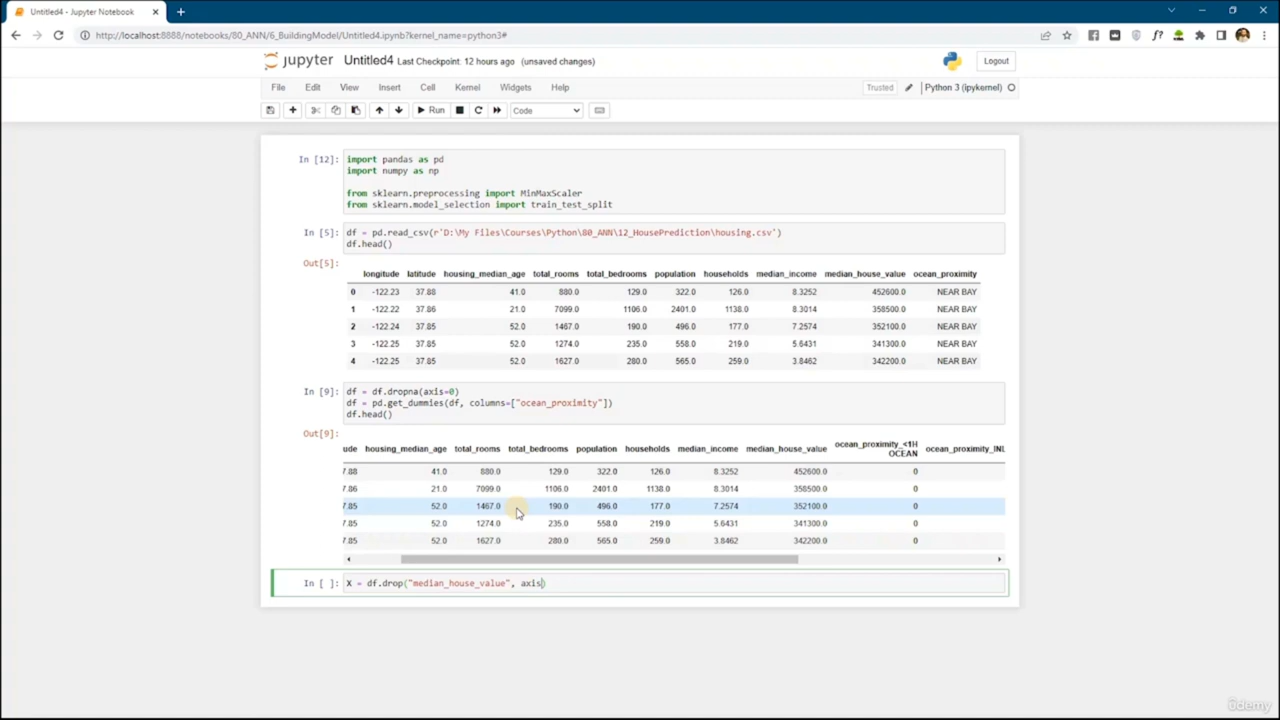 Untitled4 - Jupyter Notebook
http://localhost:8888/notebooks/80_ANN/6_BuildingModel/Untitled4.ipynb?kernel_name=python3#
jupyter Untitled4 Last Checkpoint: 12 hours ago (unsaved changes) Logout
File Edit View Insert Cell Kernel Widgets Help Trusted Python 3 (ipykernel)
Run Code
In [12]: import pandas as pd
import numpy as np
from sklearn.preprocessing import MinMaxScaler
from sklearn.model_selection import train_test_split
In [5]: df = pd.read_csv(r'D:\My Files\Courses\Python\80_ANN\12_HousePrediction\housing.csv')
df.head()
Out[5]:
longitude latitude housing_median_age total_rooms total_bedrooms population households median_income median_house_value ocean_proximity
0 -122.23 37.88 41.0 880.0 129.0 322.0 126.0 8.3252 452600.0 NEAR BAY
1 -122.22 37.86 21.0 7099.0 1106.0 2401.0 1138.0 8.3014 358500.0 NEAR BAY
2 -122.24 37.85 52.0 1467.0 190.0 496.0 177.0 7.2574 352100.0 NEAR BAY
3 -122.25 37.85 52.0 1274.0 235.0 558.0 219.0 5.6431 341300.0 NEAR BAY
4 -122.25 37.85 52.0 1627.0 280.0 565.0 259.0 3.8462 342200.0 NEAR BAY
In [9]: df = df.dropna(axis=0)
df = pd.get_dummies(df, columns=["ocean_proximity"])
df.head()
Out[9]:
ude housing_median_age total_rooms total_bedrooms population households median_income median_house_value ocean_proximity_<1H OCEAN ocean_proximity_INL
7.88 41.0 880.0 129.0 322.0 126.0 8.3252 452600.0 0
7.86 21.0 7099.0 1106.0 2401.0 1138.0 8.3014 358500.0 0
7.85 52.0 1467.0 190.0 496.0 177.0 7.2574 352100.0 0
7.85 52.0 1274.0 235.0 558.0 219.0 5.6431 341300.0 0
7.85 52.0 1627.0 280.0 565.0 259.0 3.8462 342200.0 0
In [ ]: X = df.drop("median_house_value", axis)
ûdemy